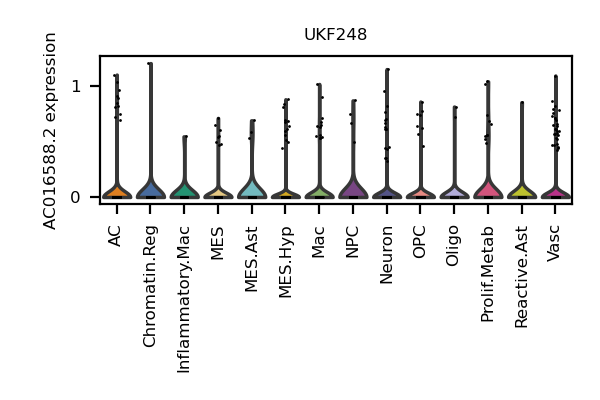 UKF248
AC016588.2 expression
1
0
AC
Chromatin.Reg
Inflammatory.Mac
MES
MES.Ast
MES.Hyp
Mac
NPC
Neuron
OPC
Oligo
Prolif.Metab
Reactive.Ast
Vasc